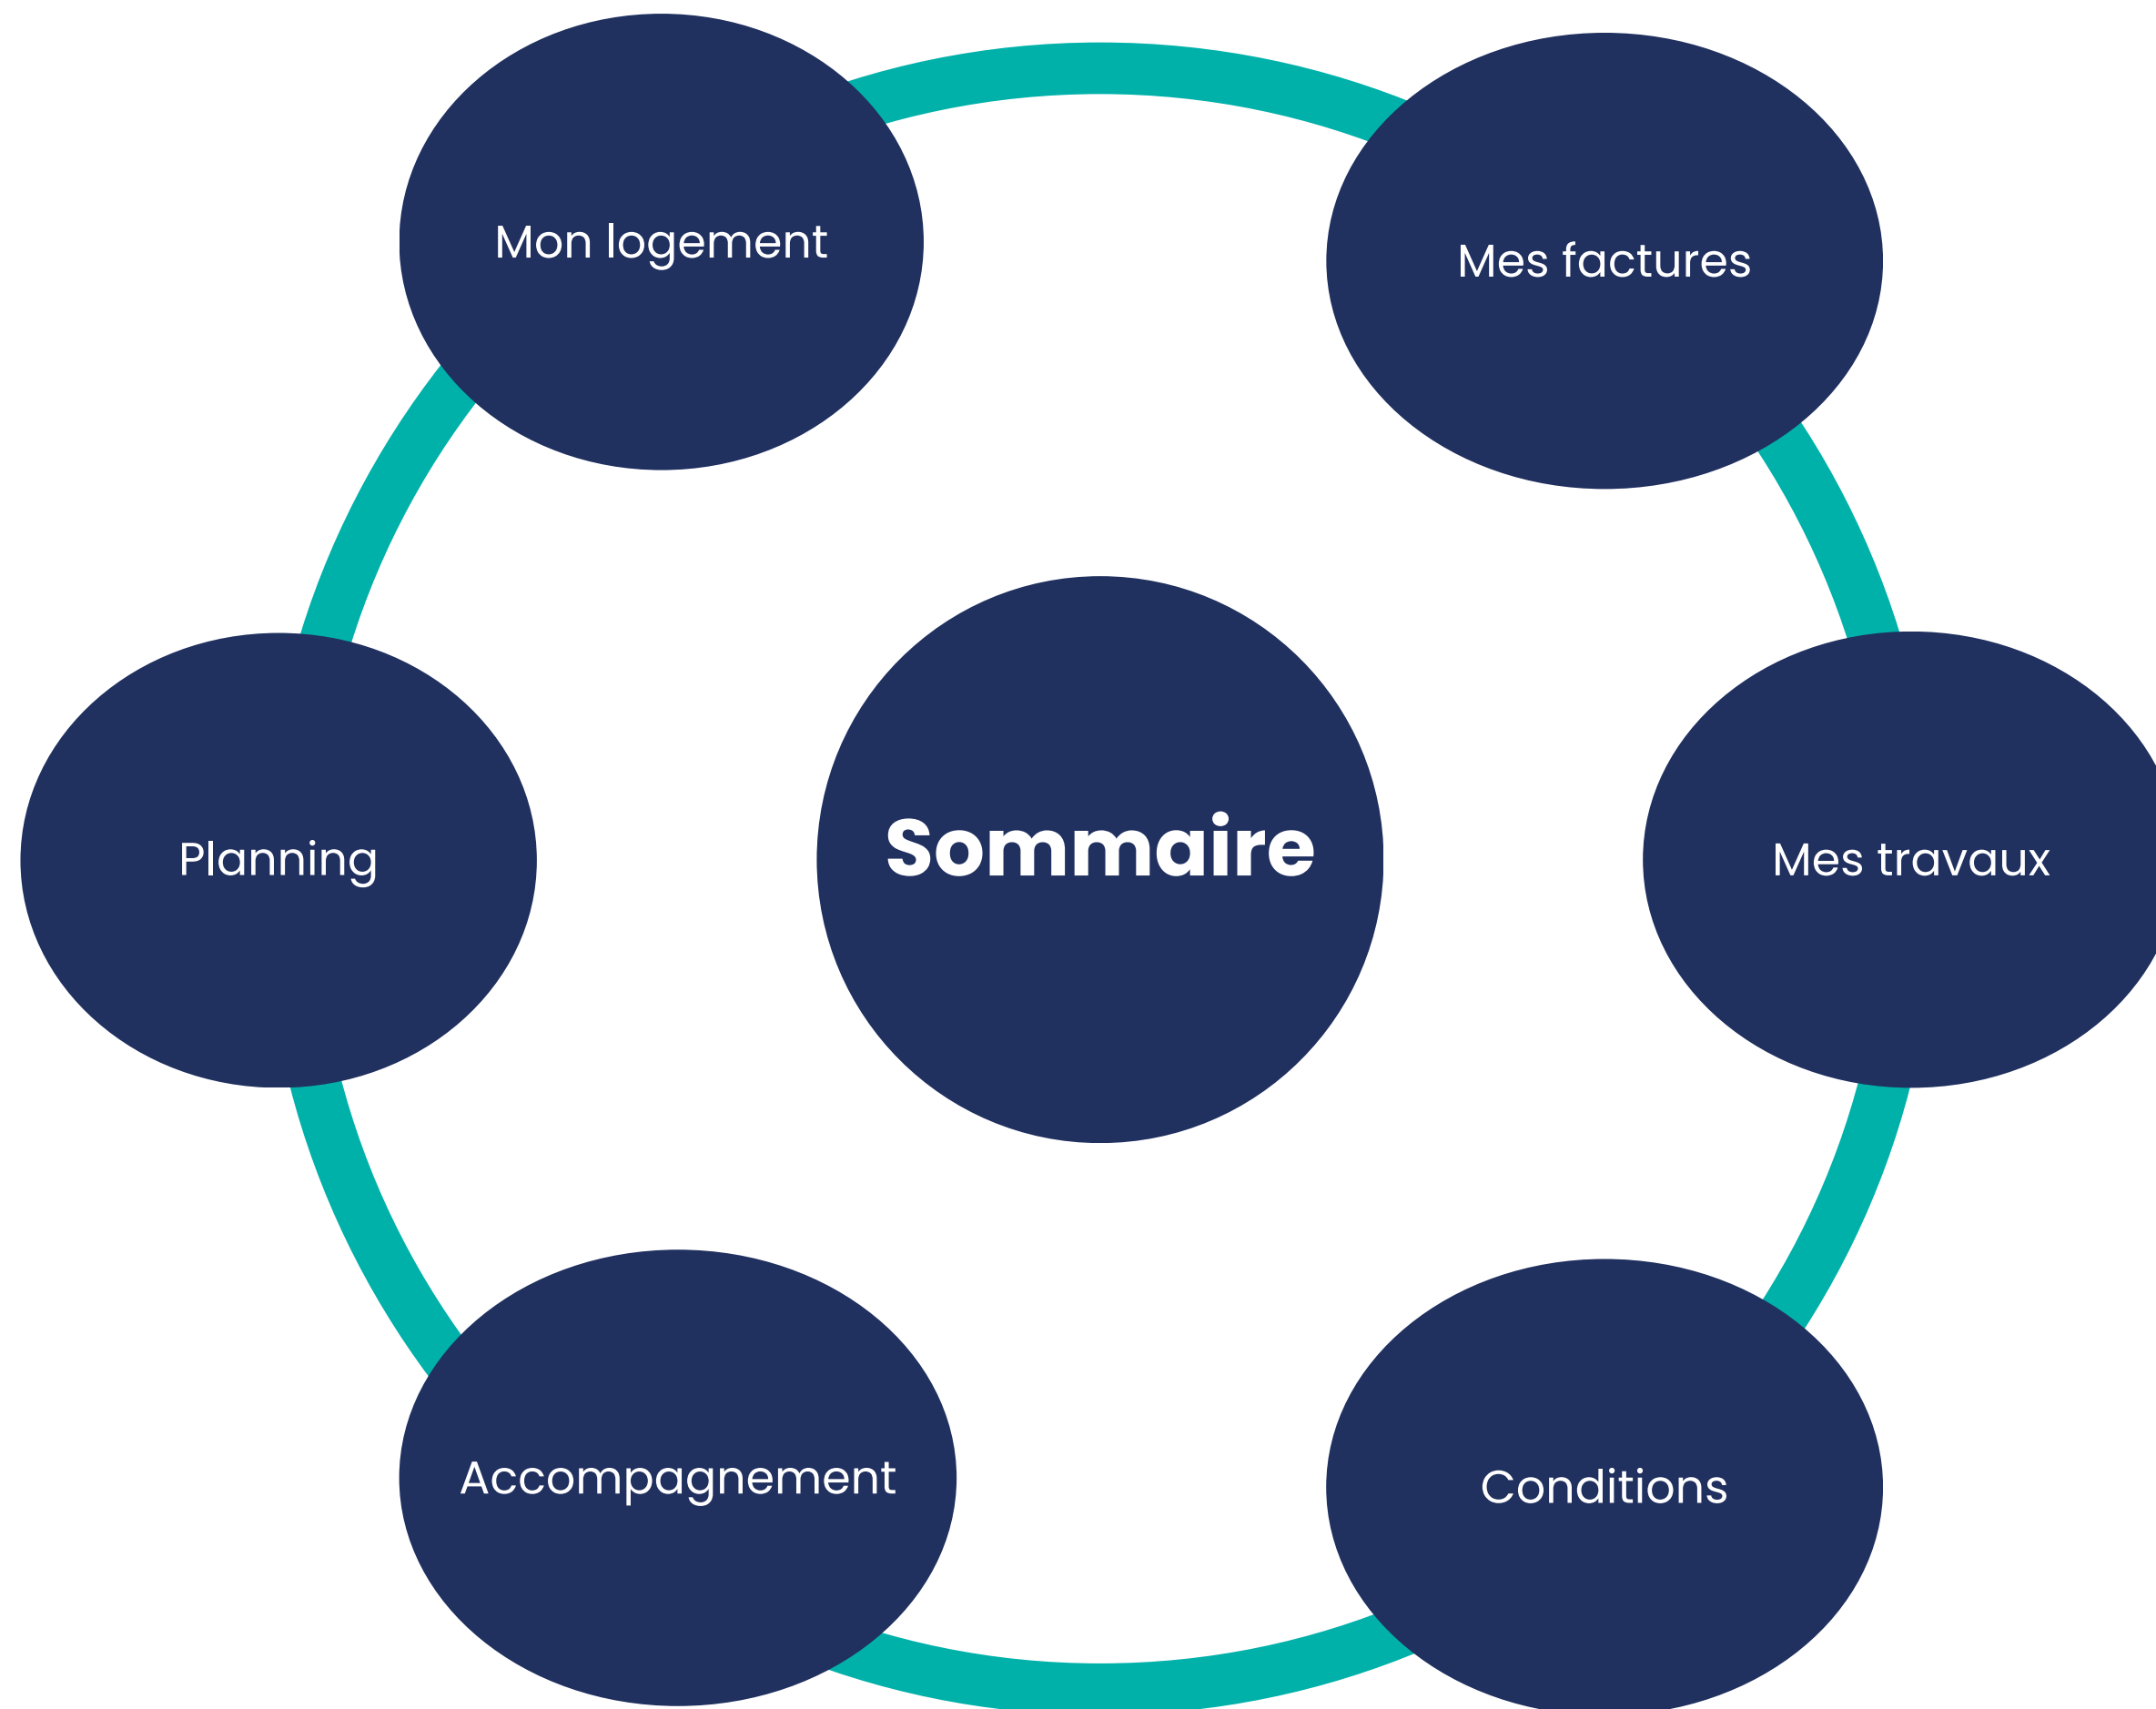 Mon logement
Mes factures
Planning
Sommaire
Mes travaux
Accompagnement
Conditions